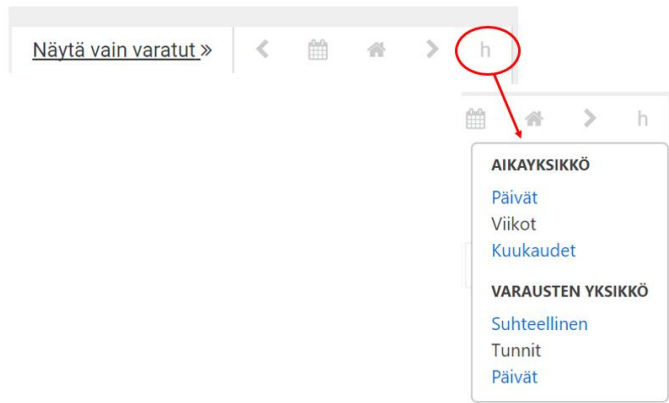 Näytä vain varatut »
h
h
AIKAYKSIKKÖ
Päivät
Viikot
Kuukaudet
VARAUSTEN YKSIKKÖ
Suhteellinen
Tunnit
Päivät